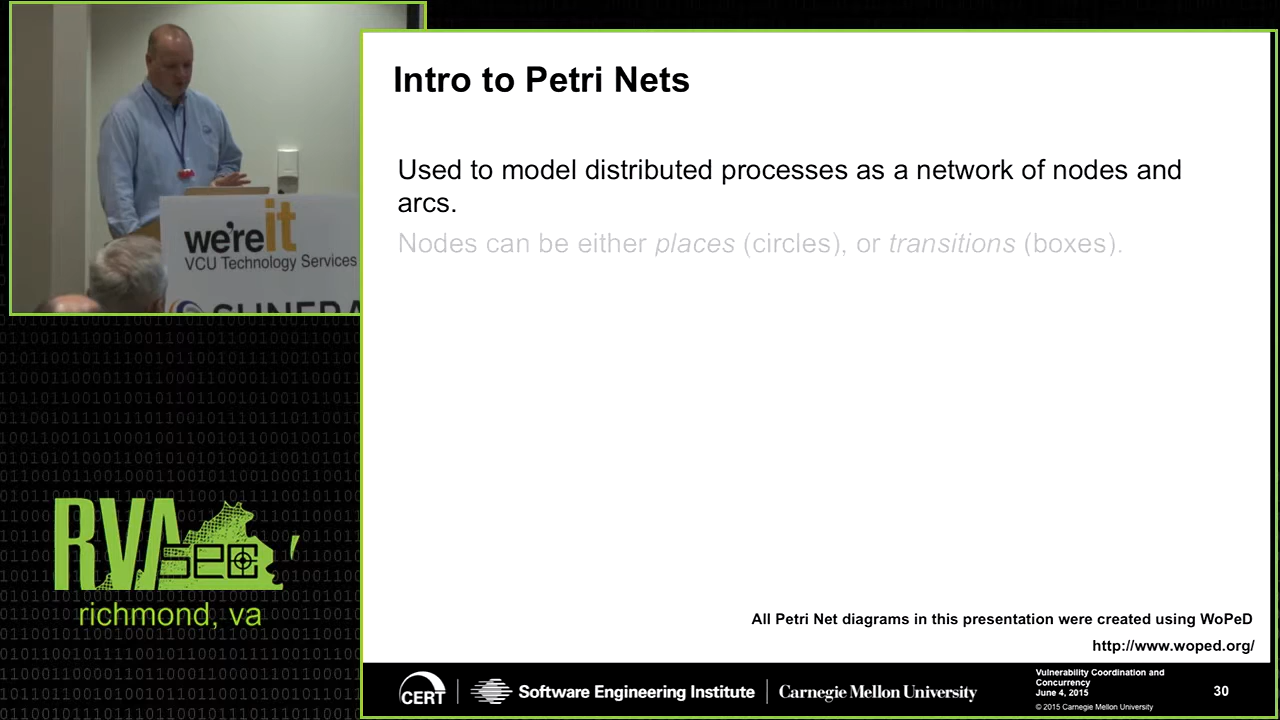 Intro to Petri Nets
Used to model distributed processes as a network of nodes and
arcs.
Nodes can be either places (circles), or transitions (boxes).
All Petri Net diagrams in this presentation were created using WoPeD
http://www.woped.org/
CERT
Software Engineering Institute
Carnegie Mellon University
Vulnerability Coordination and
Concurrency
June 4, 2015
© 2015 Carnegie Mellon University
30
we're it
VCU Technology Services
RVA
sec
richmond, va